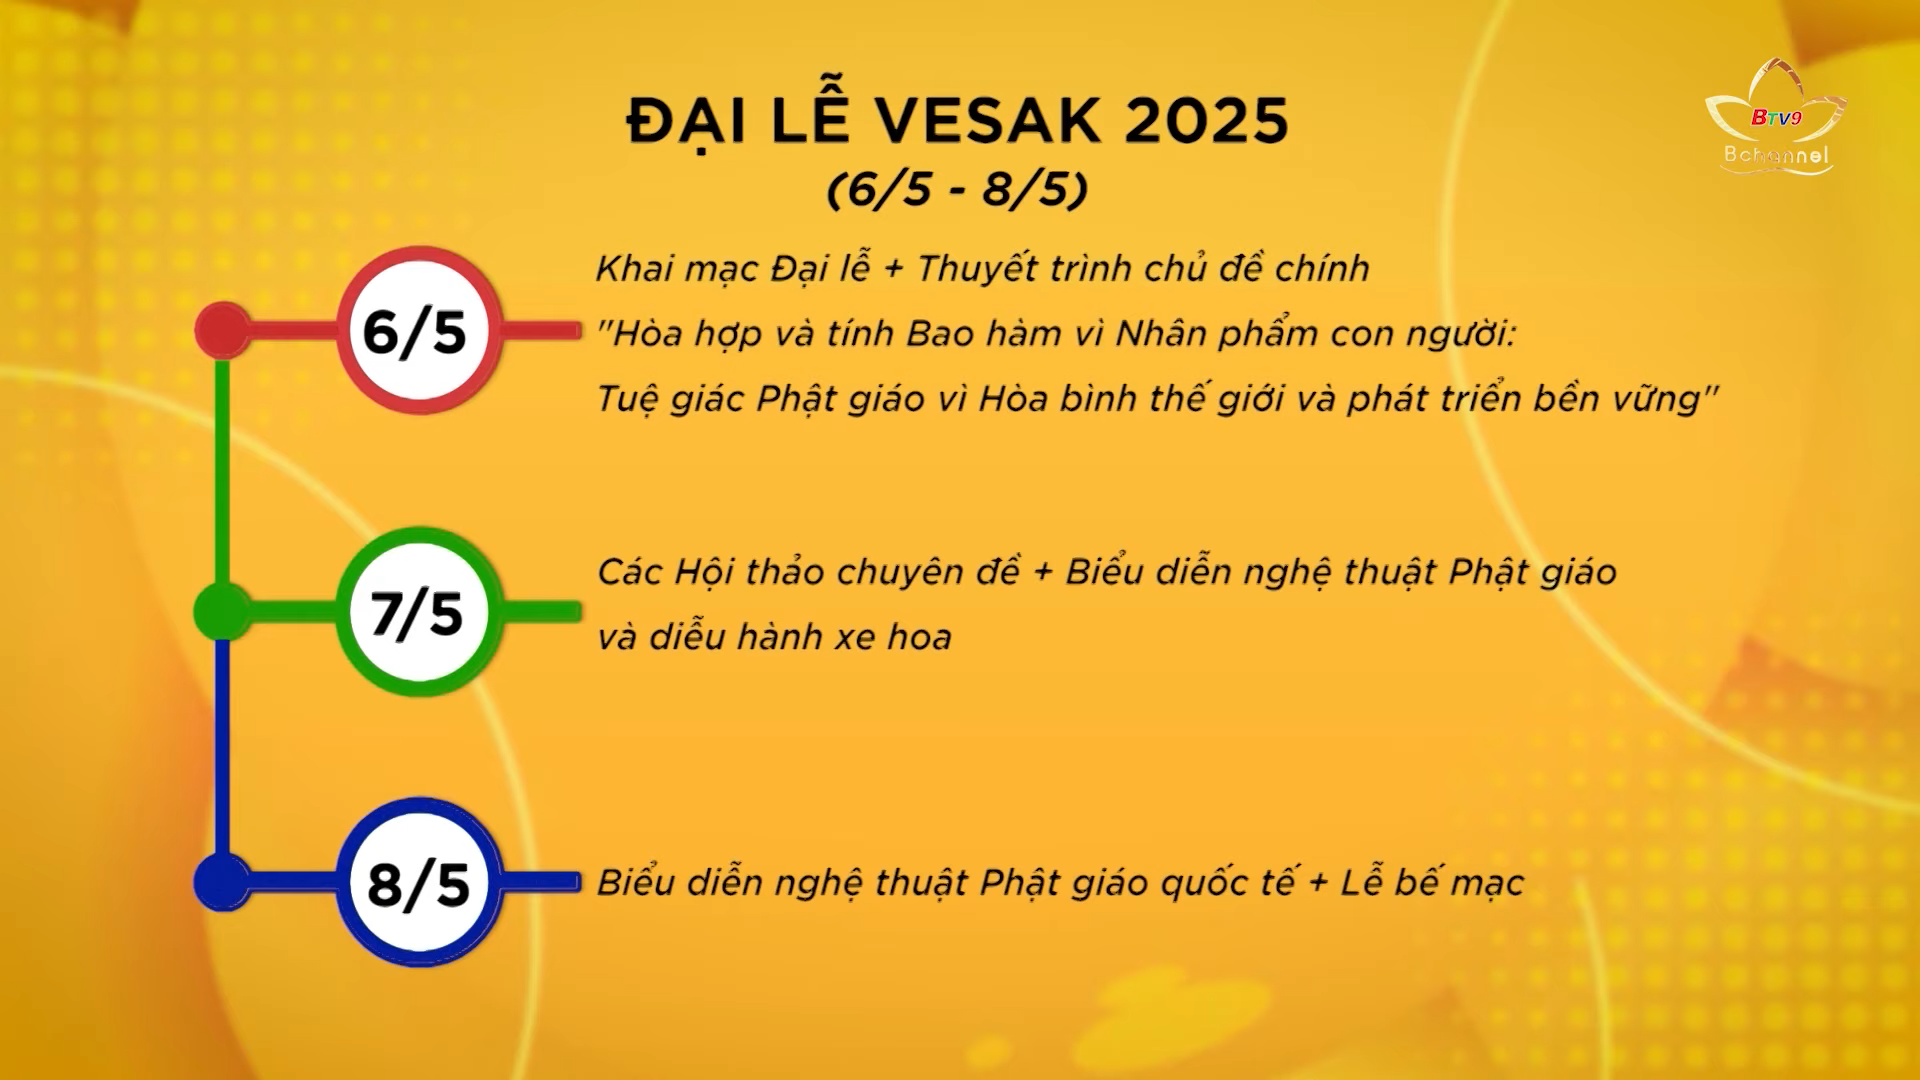 ĐẠI LỄ VESAK 2025
(6/5 - 8/5)
BTV9
Bchannel
6/5
Khai mạc Đại lễ + Thuyết trình chủ đề chính
"Hòa hợp và tính Bao hàm vì Nhân phẩm con người:
Tuệ giác Phật giáo vì Hòa bình thế giới và phát triển bền vững"
7/5
Các Hội thảo chuyên đề + Biểu diễn nghệ thuật Phật giáo
và diễu hành xe hoa
8/5
Biểu diễn nghệ thuật Phật giáo quốc tế + Lễ bế mạc